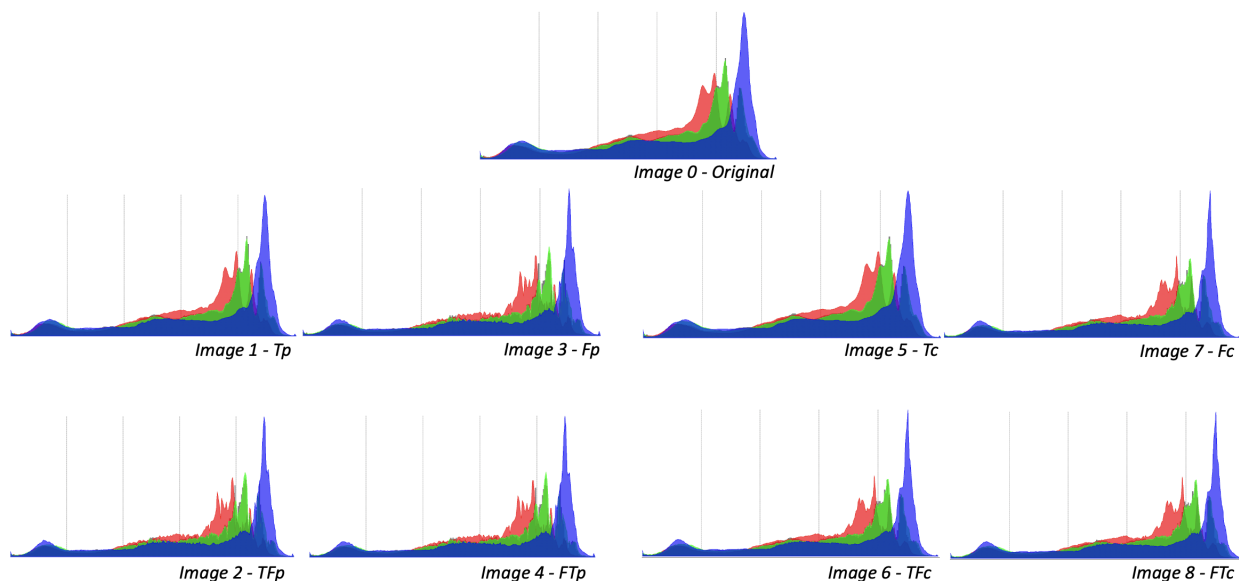 Image 0 - Original
Image 1 - Tp
Image 3 - Fp
Image 5 - Tc
Image 7 - Fc
Image 2 - TFp
Image 4 - FTp
Image 6 - TFc
Image 8 - FTc